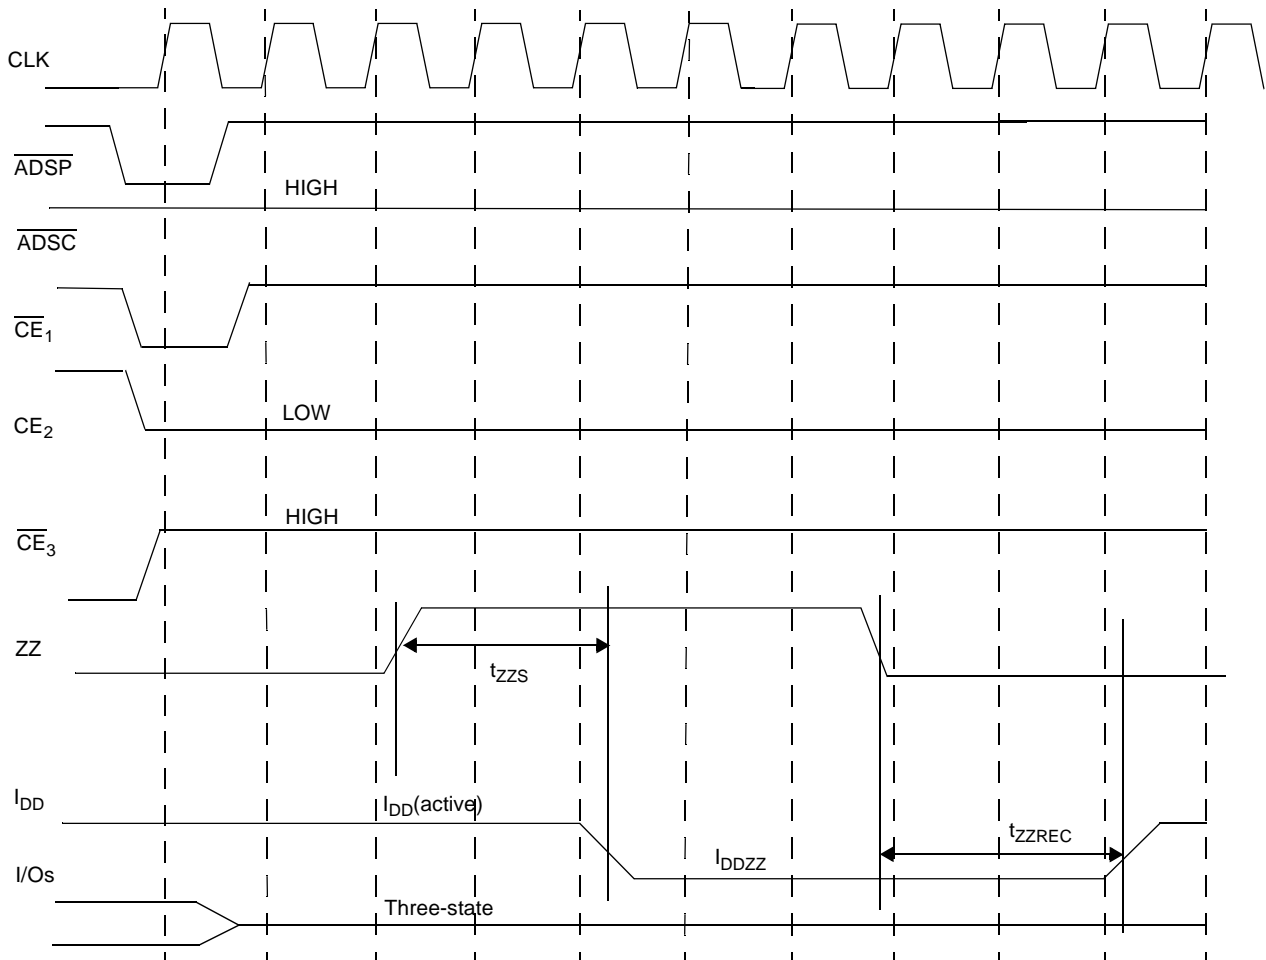 CLK
ADSP
HIGH
ADSC
CE1
LOW
CE2
HIGH
CE3
ZZ
tZZS
IDD
IDD(active)
tZZREC
IDDZZ
I/Os
Three-state